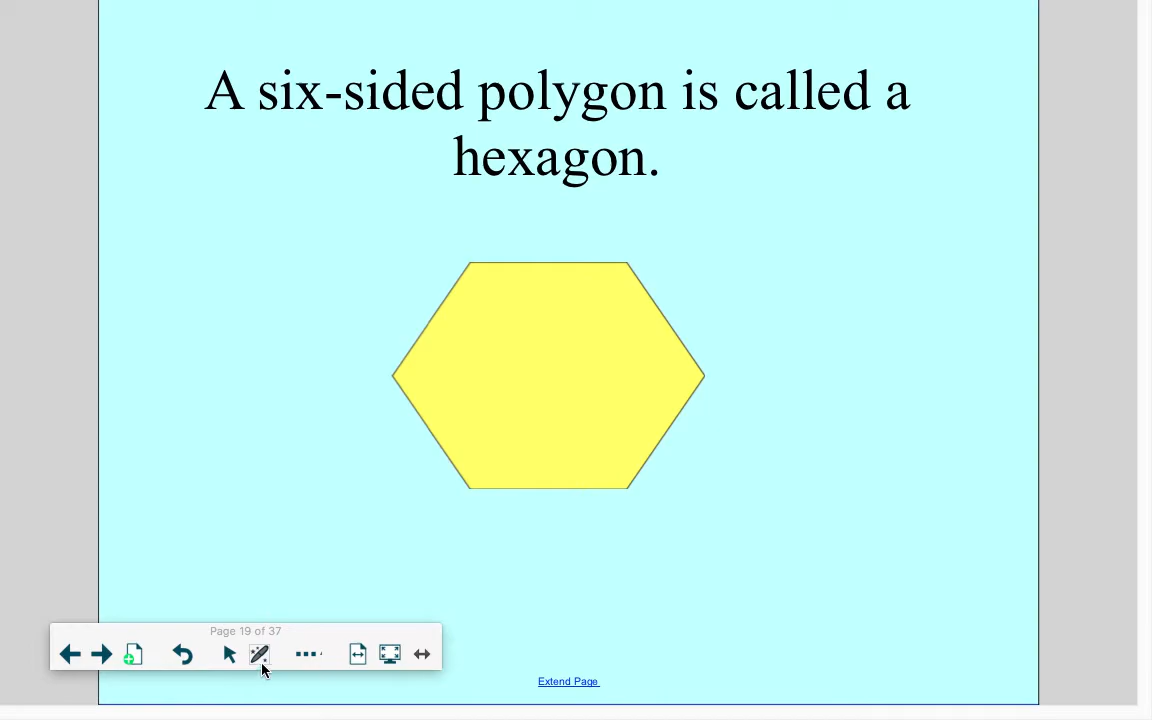 A six-sided polygon is called a
hexagon.
Page 19 of 37
Extend Page